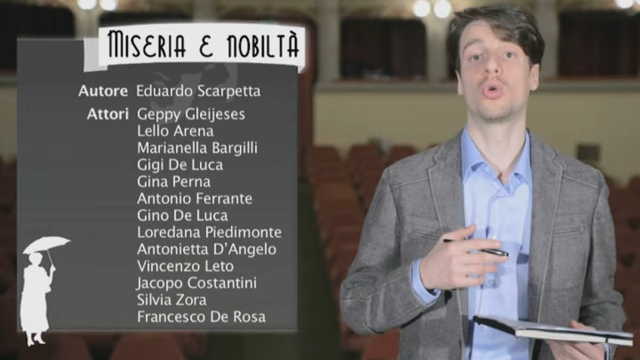 MISERIA E NOBILTÀ
Autore Eduardo Scarpetta
Attori Geppy Gleijeses
Lello Arena
Marianella Bargilli
Gigi De Luca
Gina Perna
Antonio Ferrante
Gino De Luca
Loredana Piedimonte
Antonietta D'Angelo
Vincenzo Leto
Jacopo Costantini
Silvia Zora
Francesco De Rosa